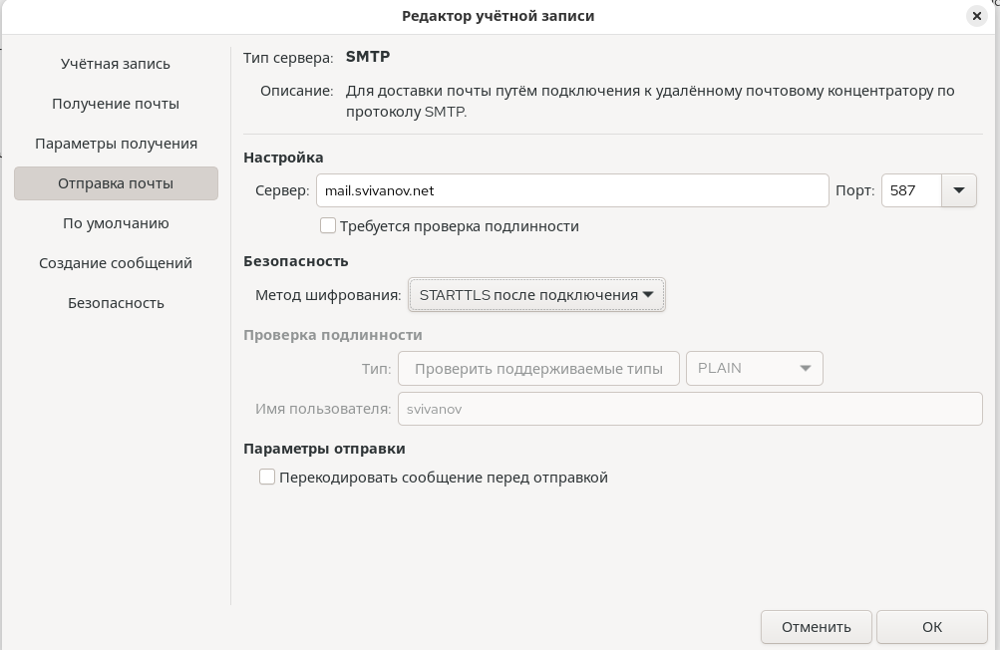 Редактор учётной записи
Учётная запись
Получение почты
Параметры получения
Отправка почты
По умолчанию
Создание сообщений
Безопасность
Тип сервера: SMTP
Описание: Для доставки почты путём подключения к удалённому почтовому концентратору по
протоколу SMTP.
Настройка
Сервер: mail.svivanov.net Порт: 587
Требуется проверка подлинности
Безопасность
Метод шифрования: STARTTLS после подключения
Проверка подлинности
Тип: Проверить поддерживаемые типы PLAIN
Имя пользователя: svivanov
Параметры отправки
Перекодировать сообщение перед отправкой
Отменить ОК